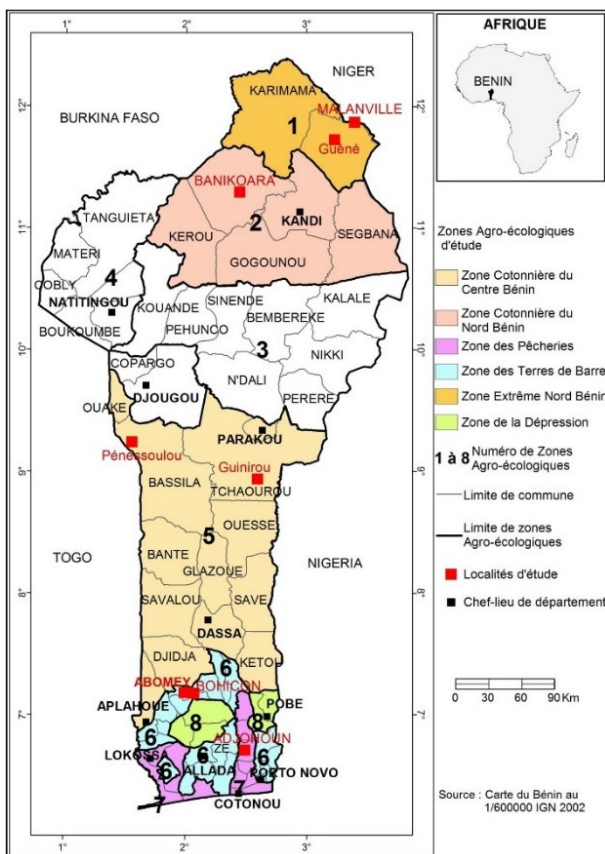 1°
2°
3°
AFRIQUE
BENIN
NIGER
KARIMAMA
MALANVILLE
12°
12°
1
BURKINA FASO
Guéné
BANIKOARA
TANGUIETA
KANDI
11°
11°
2
KEROU
SEGBANA
MATERI
GOGOUNOU
4
COBLY
NATITINGOU
KOUANDE
SINENDE
KALALE
BOUKOUMBE
PEHUNCO
BEMBEREKE
10°
10°
3
NIKKI
COPARGO
N'DALI
DJOUGOU
PERERE
OUAKE
PARAKOU
Pénéssoulou
9°
9°
Guinirou
BASSILA
TCHAOUROU
OUESSE
5
TOGO
BANTE
NIGERIA
GLAZOUE
8°
8°
SAVALOU
SAVE
DASSA
DJIDJA
6
KETOU
ABOMEY
BOHICON
APLAHOUE
POBE
7°
7°
8
8
6
ADJOHOUN
ZE
LOKOSSA
6
6
6
ALLADA
PORTO NOVO
7
7
COTONOU
1°
2°
3°
Zones Agro-écologiques
d'étude
Zone Cotonnière du
Centre Bénin
Zone Cotonnière du
Nord Bénin
Zone des Pêcheries
Zone des Terres de Barre
Zone Extrême Nord Bénin
Zone de la Dépression
1 à 8 Numéro de Zones
Agro-écologiques
Limite de commune
Limite de zones
Agro-écologiques
Localités d'étude
Chef-lieu de département
0 30 60 90 Km
Source : Carte du Bénin au
1/600000 IGN 2002